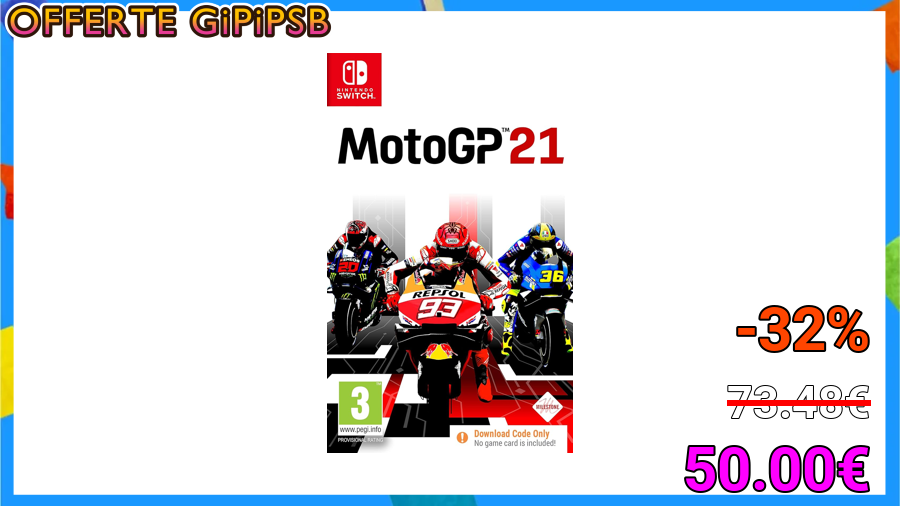 OFFERTE GiPiPSB
NINTENDO
SWITCH.
MotoGP™21
20
REPSOL
93
36
3
www.pegi.info
PROVISIONAL RATING
MILESTONE
Download Code Only
No game card is included!
-32%
73.48€
50.00€